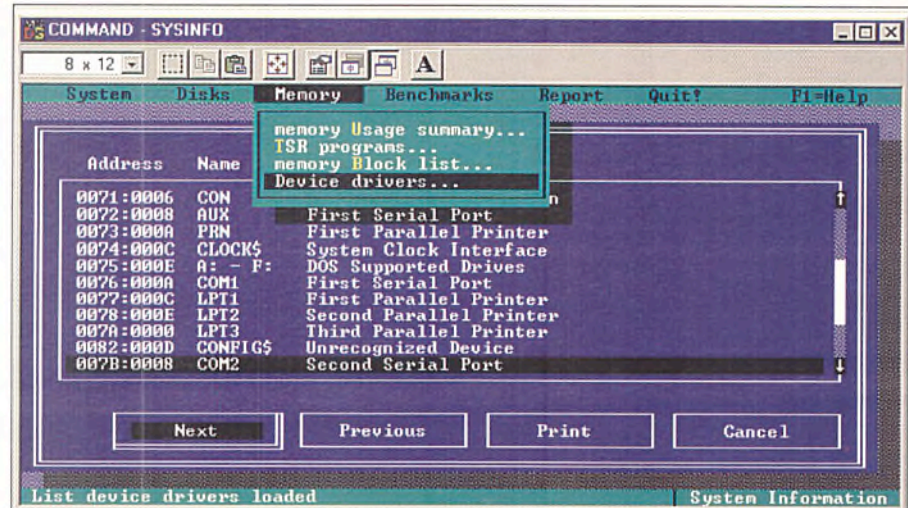 COMMAND - SYSINFO
8 x 12
A
System Disks Memory Benchmarks Report Quit! F1=Help
memory Usage summary...
TSR programs...
memory Block list...
Device drivers...
Address Name
0071:0006 CON n
0072:0008 AUX First Serial Port
0073:000A PRN First Parallel Printer
0074:000C CLOCK$ System Clock Interface
0075:000E A: - F: DOS Supported Drives
0076:000A COM1 First Serial Port
0077:000C LPT1 First Parallel Printer
0078:000E LPT2 Second Parallel Printer
007A:0000 LPT3 Third Parallel Printer
0082:000D CONFIG$ Unrecognized Device
007B:0008 COM2 Second Serial Port
Next Previous Print Cancel
List device drivers loaded System Information